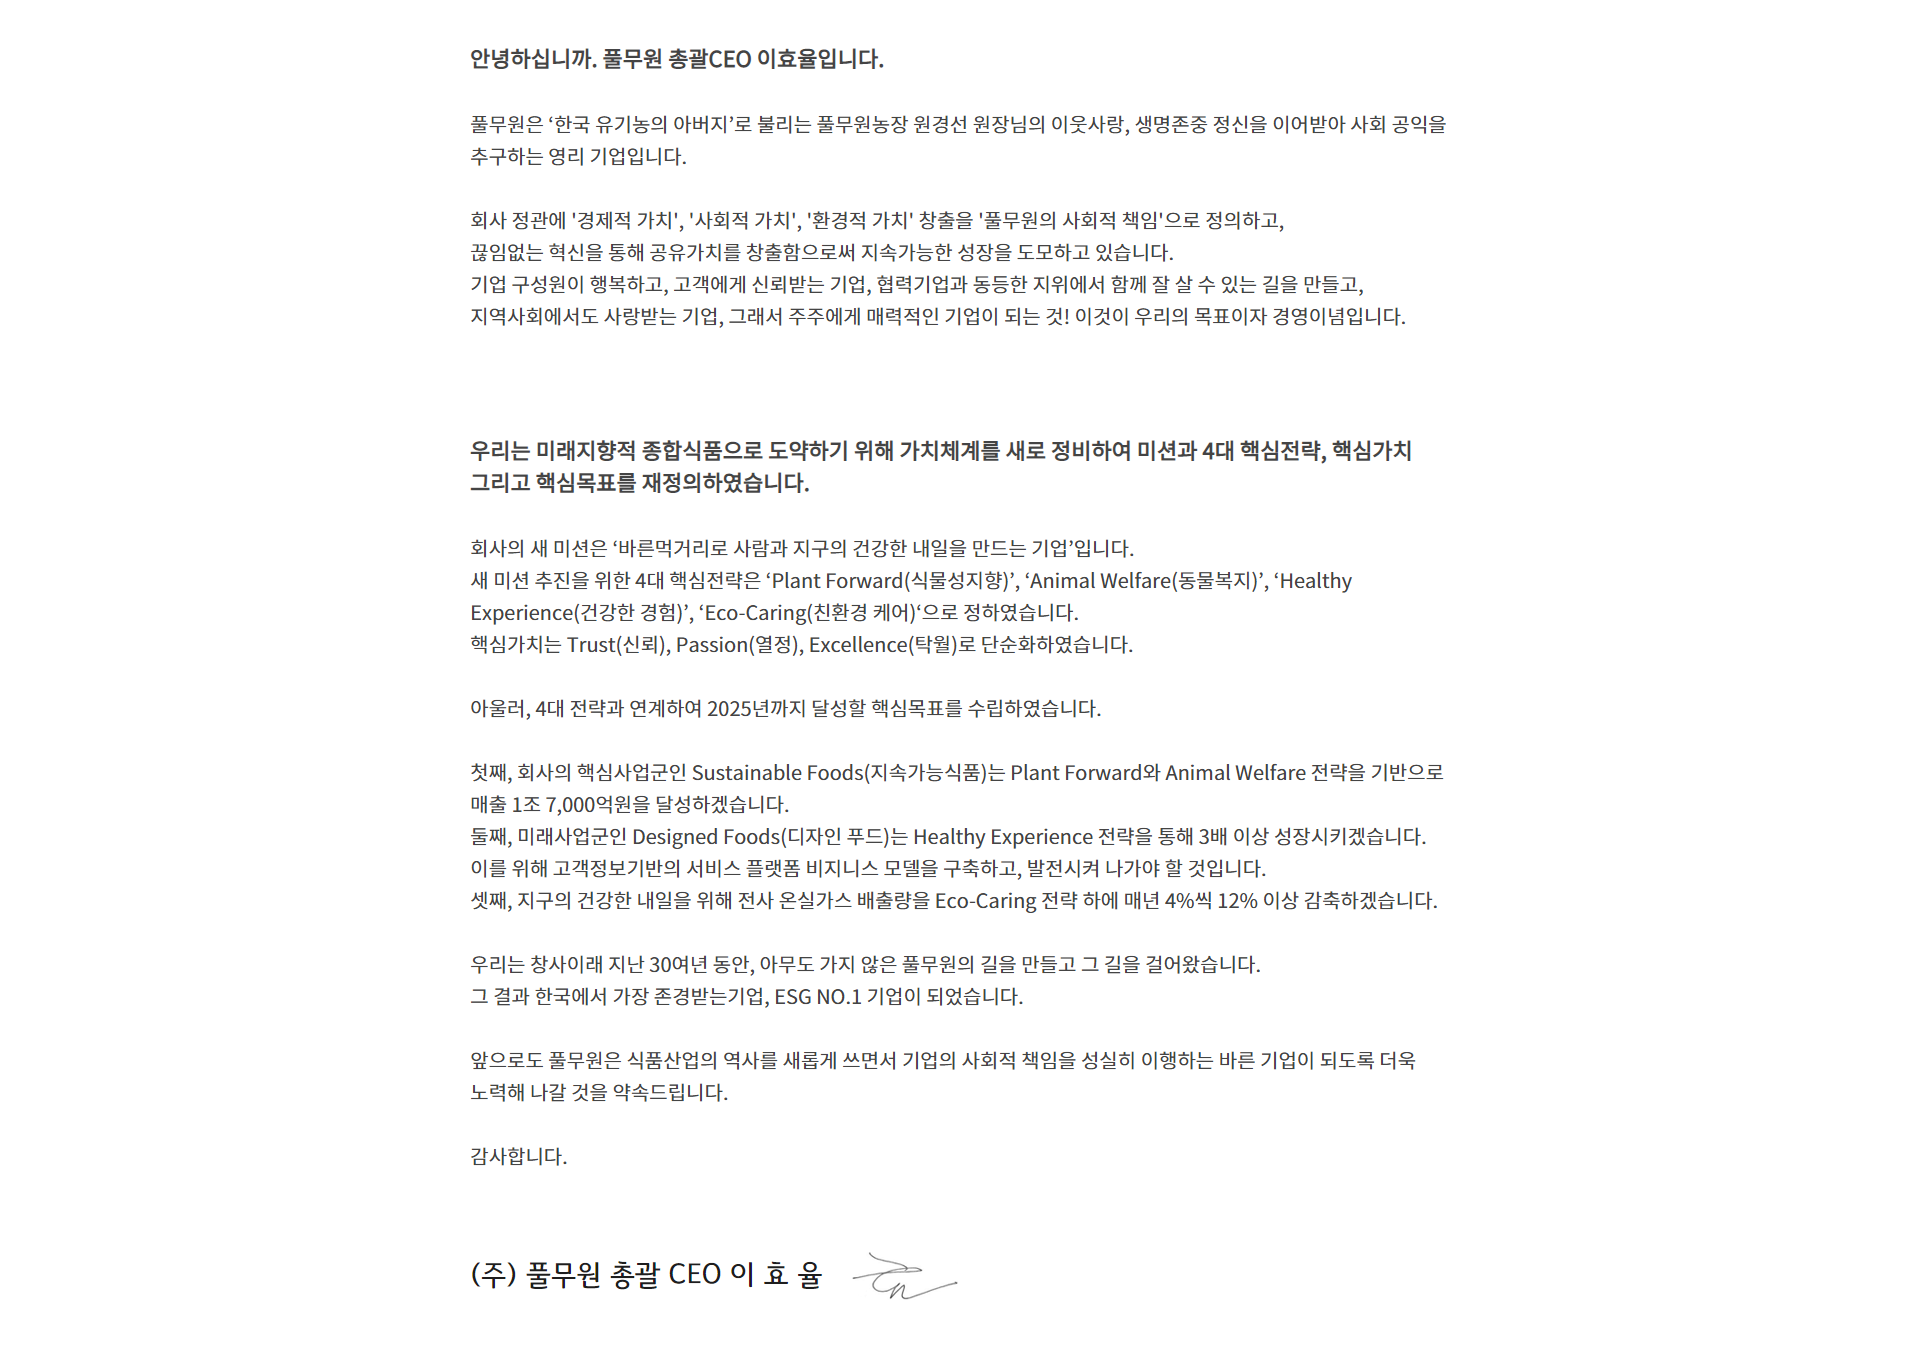 안녕하십니까. 풀무원 총괄CEO 이효율입니다.
풀무원은 ‘한국 유기농의 아버지’로 불리는 풀무원농장 원경선 원장님의 이웃사랑, 생명존중 정신을 이어받아 사회 공익을
추구하는 영리 기업입니다.
회사 정관에 '경제적 가치', '사회적 가치', '환경적 가치' 창출을 '풀무원의 사회적 책임'으로 정의하고,
끊임없는 혁신을 통해 공유가치를 창출함으로써 지속가능한 성장을 도모하고 있습니다.
기업 구성원이 행복하고, 고객에게 신뢰받는 기업, 협력기업과 동등한 지위에서 함께 잘 살 수 있는 길을 만들고,
지역사회에서도 사랑받는 기업, 그래서 주주에게 매력적인 기업이 되는 것! 이것이 우리의 목표이자 경영이념입니다.
우리는 미래지향적 종합식품으로 도약하기 위해 가치체계를 새로 정비하여 미션과 4대 핵심전략, 핵심가치
그리고 핵심목표를 재정의하였습니다.
회사의 새 미션은 ‘바른먹거리로 사람과 지구의 건강한 내일을 만드는 기업’입니다.
새 미션 추진을 위한 4대 핵심전략은 ‘Plant Forward(식물성지향)’, ‘Animal Welfare(동물복지)’, ‘Healthy
Experience(건강한 경험)’, ‘Eco-Caring(친환경 케어)‘으로 정하였습니다.
핵심가치는 Trust(신뢰), Passion(열정), Excellence(탁월)로 단순화하였습니다.
아울러, 4대 전략과 연계하여 2025년까지 달성할 핵심목표를 수립하였습니다.
첫째, 회사의 핵심사업군인 Sustainable Foods(지속가능식품)는 Plant Forward와 Animal Welfare 전략을 기반으로
매출 1조 7,000억원을 달성하겠습니다.
둘째, 미래사업군인 Designed Foods(디자인 푸드)는 Healthy Experience 전략을 통해 3배 이상 성장시키겠습니다.
이를 위해 고객정보기반의 서비스 플랫폼 비지니스 모델을 구축하고, 발전시켜 나가야 할 것입니다.
셋째, 지구의 건강한 내일을 위해 전사 온실가스 배출량을 Eco-Caring 전략 하에 매년 4%씩 12% 이상 감축하겠습니다.
우리는 창사이래 지난 30여년 동안, 아무도 가지 않은 풀무원의 길을 만들고 그 길을 걸어왔습니다.
그 결과 한국에서 가장 존경받는기업, ESG NO.1 기업이 되었습니다.
앞으로도 풀무원은 식품산업의 역사를 새롭게 쓰면서 기업의 사회적 책임을 성실히 이행하는 바른 기업이 되도록 더욱
노력해 나갈 것을 약속드립니다.
감사합니다.
(주) 풀무원 총괄 CEO 이 효 율